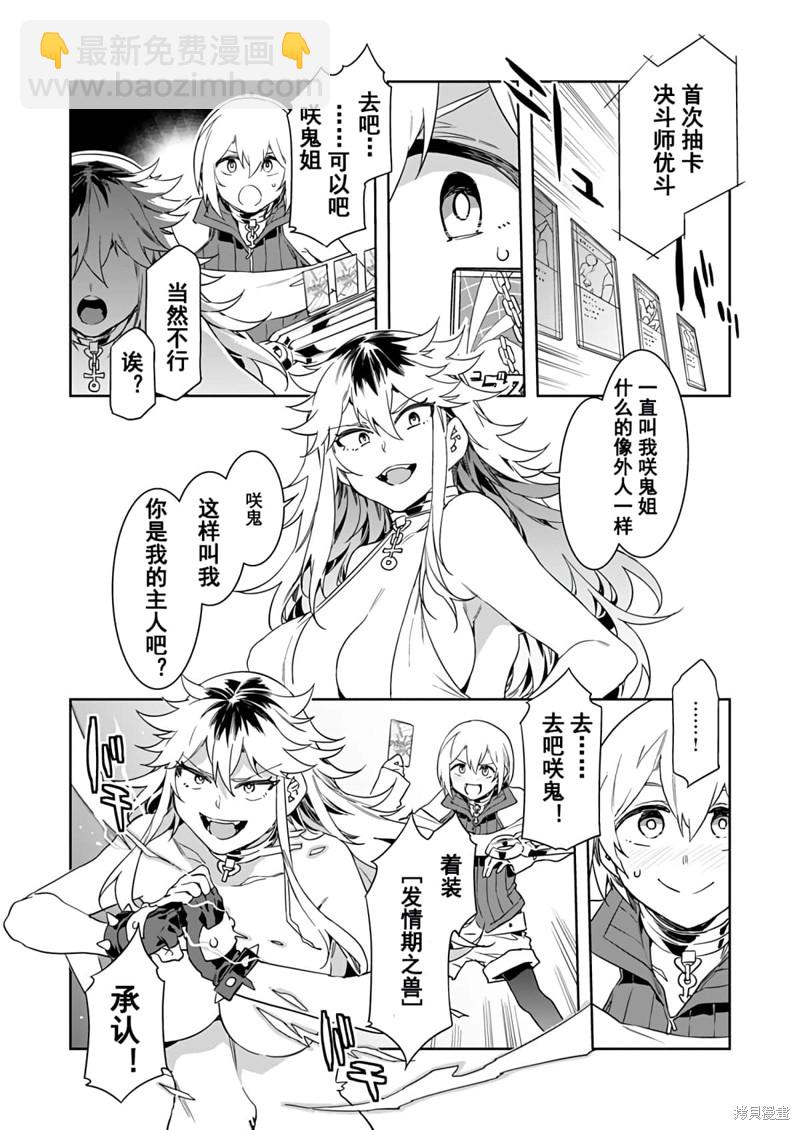 👇最新免费漫画👇
www.baozimh.com
首次抽卡
决斗师优斗
去吧…
……可以吧
咲鬼姐
当然不行
诶？
一直叫我咲鬼姐
什么的像外人一样
咲鬼
这样叫我
你是我的主人吧？
………！
去……
去吧咲鬼！
着装
［发情期之兽］
承认！
拷贝漫畫